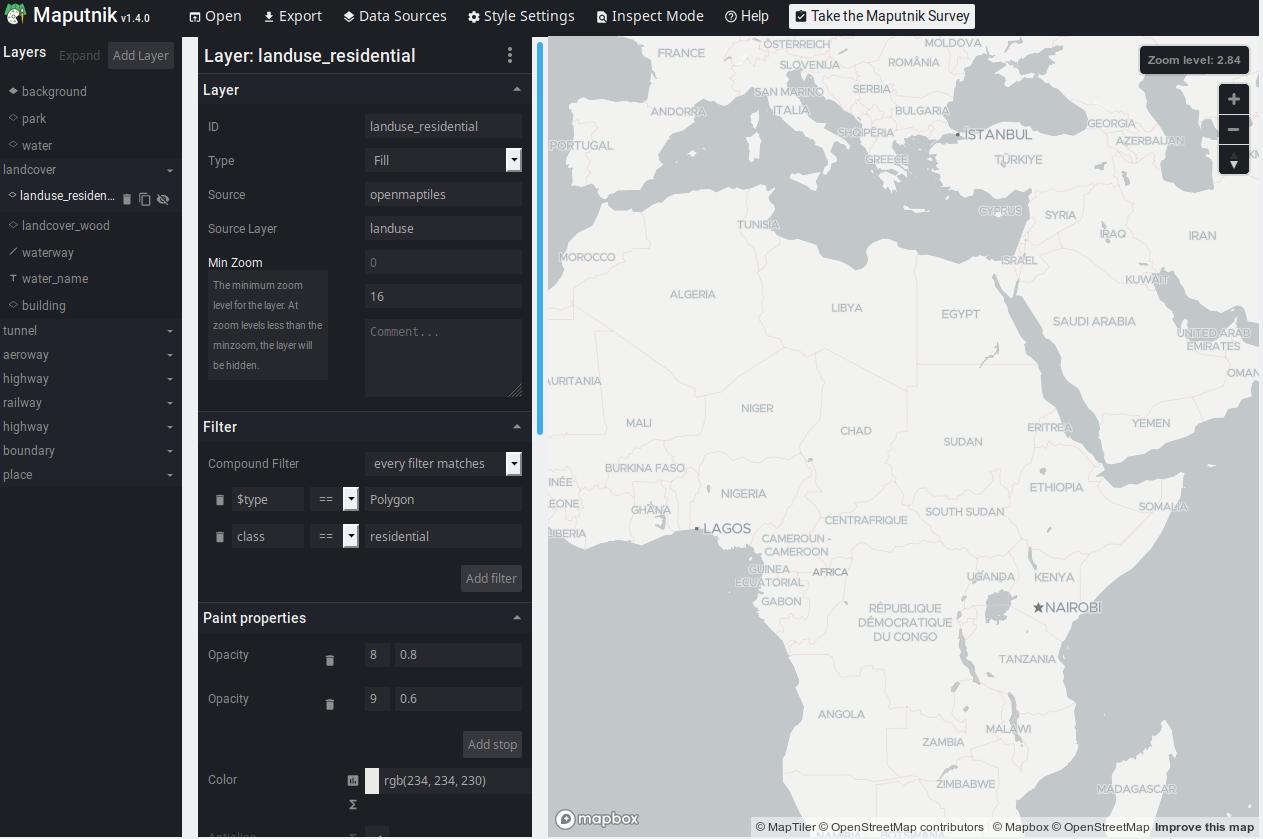 Maputnik v1.4.0
Open
Export
Data Sources
Style Settings
Inspect Mode
Help
Take the Maputnik Survey
Layers
Expand
Add Layer
background
park
water
landcover
landuse_residen...
landcover_wood
waterway
water_name
building
tunnel
aeroway
highway
railway
highway
boundary
place
Layer: landuse_residential
Layer
ID
landuse_residential
Type
Fill
Source
openmaptiles
Source Layer
landuse
Min Zoom
0
The minimum zoom
level for the layer. At
zoom levels less than the
minzoom, the layer will
be hidden.
16
Comment...
Filter
Compound Filter
every filter matches
$type
==
Polygon
class
==
residential
Add filter
Paint properties
Opacity
8
0.8
Opacity
9
0.6
Add stop
Color
rgb(234, 234, 230)
Zoom level: 2.84
FRANCE
ÖSTERREICH
MOLDOVA
SLOVENIJA
ROMÂNIA
SAN MARINO
SERBIA
ANDORRA
ITALIA
BULGARIA
SHQIPËRIA
İSTANBUL
GEORGIA
AZERBAIJAN
PORTUGAL
GREECE
TÜRKIYE
CYPRUS
SYRIA
TUNISIA
IRAQ
IRAN
MOROCCO
ISRAEL
KUWAIT
ALGERIA
LIBYA
EGYPT
SAUDI ARABIA
UNITED ARAB
EMIRATES
OMAN
AURITANIA
NIGER
MALI
CHAD
SUDAN
ERITREA
YEMEN
BURKINA FASO
INÉE
NIGERIA
ETHIOPIA
EONE
GHANA
SOUTH SUDAN
SOMALIA
CENTRAFRIQUE
LIBERIA
LAGOS
CAMEROUN -
CAMEROON
GUINEA
ECUATORIAL
AFRICA
UGANDA
KENYA
GABON
RÉPUBLIQUE
DÉMOCRATIQUE
DU CONGO
NAIROBI
TANZANIA
ANGOLA
MALAWI
ZAMBIA
ZIMBABWE
MADAGASCAR
NAMIBIA
BOTSWANA
mapbox
© MapTiler © OpenStreetMap contributors © Mapbox © OpenStreetMap Improve this map